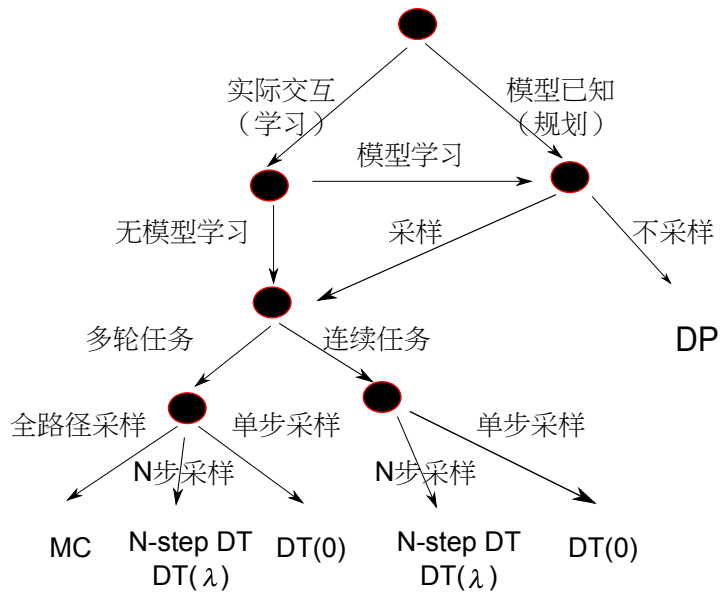 实际交互
（学习）
模型已知
（规划）
模型学习
无模型学习
采样
不采样
DP
多轮任务
连续任务
全路径采样
单步采样
单步采样
N步采样
N步采样
MC
N-step DT
DT(λ)
DT(0)
N-step DT
DT(λ)
DT(0)